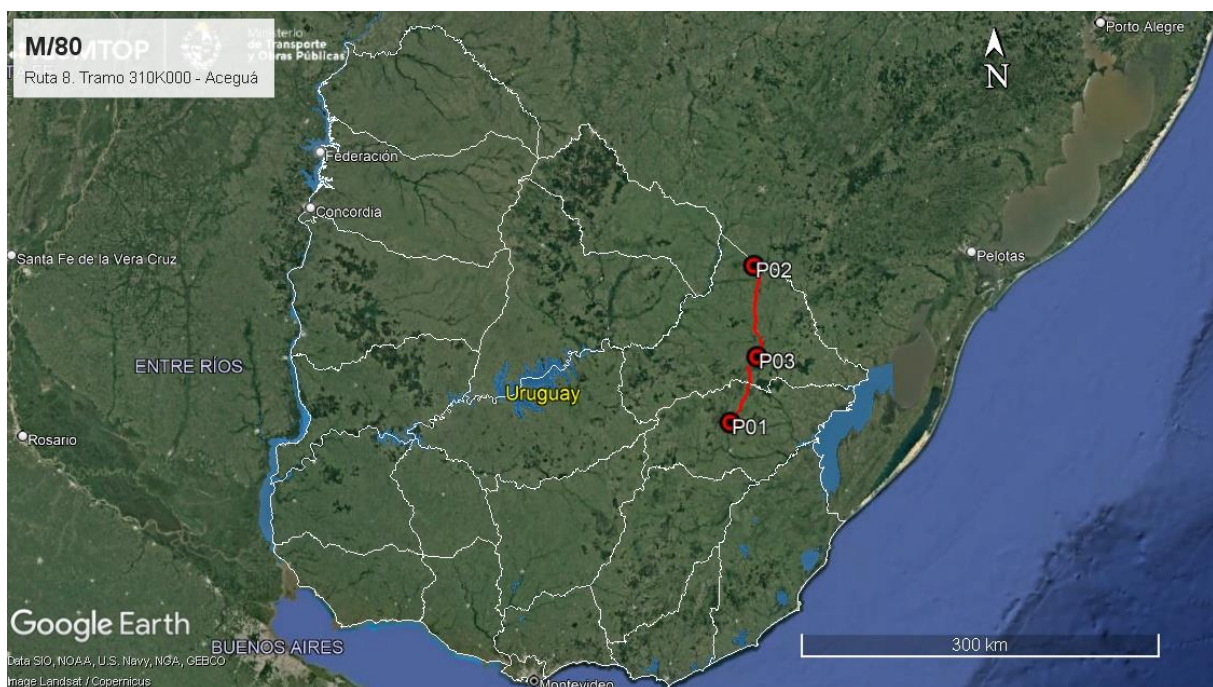 M/80
Ruta 8. Tramo 310K000 - Aceguá
MTOP
Ministerio
de Transporte
y Obras Públicas
Porto Alegre
N
Federación
Concordia
Santa Fe de la Vera Cruz
Pelotas
P02
P03
ENTRE RÍOS
Uruguay
P01
Rosario
Google Earth
BUENOS AIRES
300 km
Data SIO, NOAA, U.S. Navy, NGA, GEBCO
Image Landsat / Copernicus
Montevideo